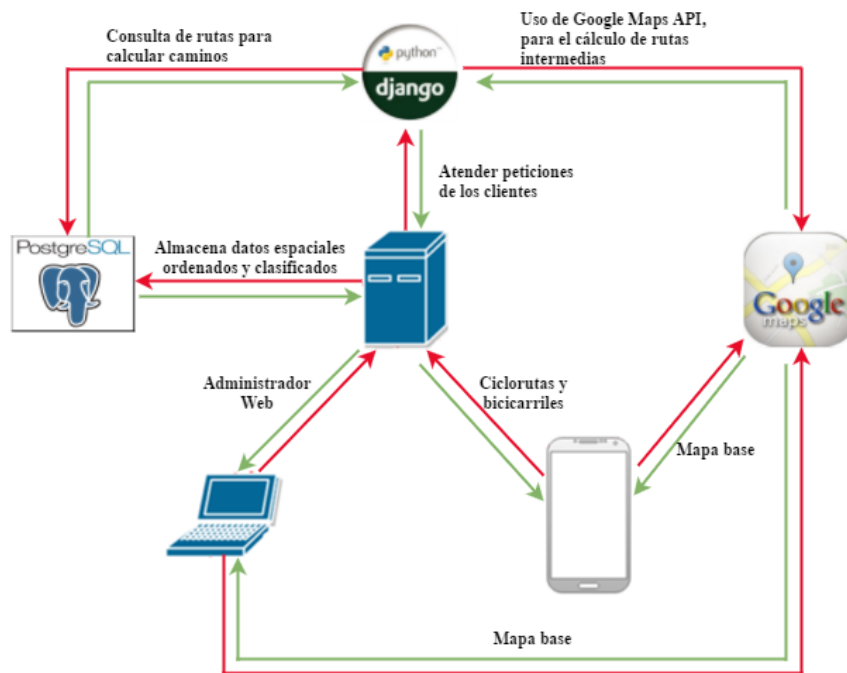 Consulta de rutas para
calcular caminos
python
django
Uso de Google Maps API,
para el cálculo de rutas
intermedias
Atender peticiones
de los clientes
PostgreSQL
Almacena datos espaciales
ordenados y clasificados
Google
maps
Administrador
Web
Ciclorutas y
bicicarriles
Mapa base
Mapa base